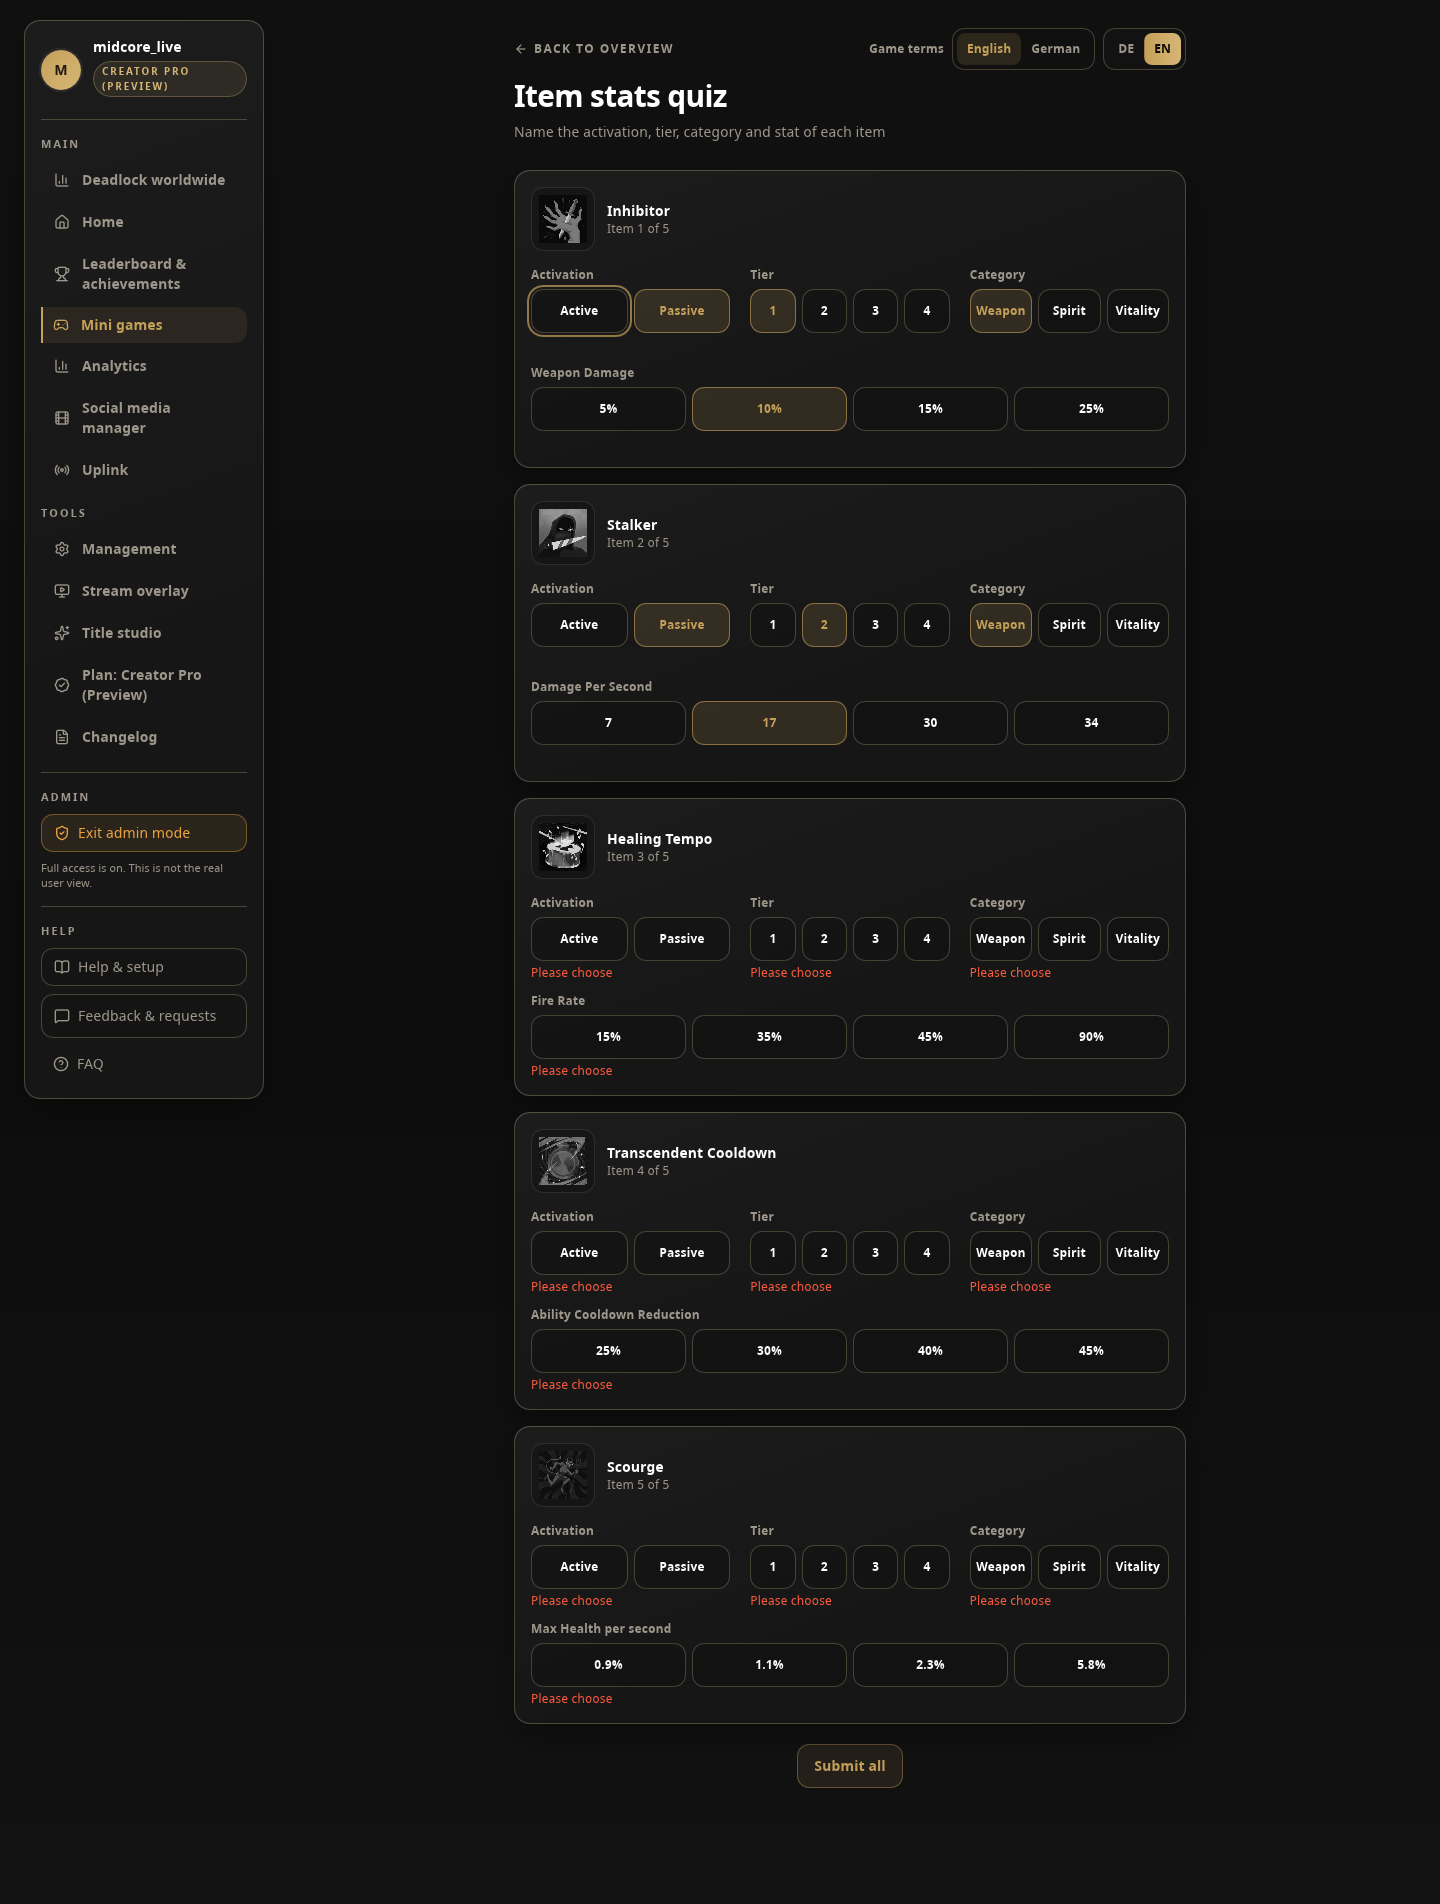 M
midcore_live
CREATOR PRO
(PREVIEW)
MAIN
Deadlock worldwide
Home
Leaderboard &
achievements
Mini games
Analytics
Social media
manager
Uplink
TOOLS
Management
Stream overlay
Title studio
Plan: Creator Pro
(Preview)
Changelog
ADMIN
Exit admin mode
Full access is on. This is not the real
user view.
HELP
Help & setup
Feedback & requests
FAQ
BACK TO OVERVIEW
Game terms English German DE EN
Item stats quiz
Name the activation, tier, category and stat of each item
Inhibitor
Item 1 of 5
Activation Tier Category
Active Passive 1 2 3 4 Weapon Spirit Vitality
Weapon Damage
5% 10% 15% 25%
Stalker
Item 2 of 5
Activation Tier Category
Active Passive 1 2 3 4 Weapon Spirit Vitality
Damage Per Second
7 17 30 34
Healing Tempo
Item 3 of 5
Activation Tier Category
Active Passive 1 2 3 4 Weapon Spirit Vitality
Please choose Please choose Please choose
Fire Rate
15% 35% 45% 90%
Please choose
Transcendent Cooldown
Item 4 of 5
Activation Tier Category
Active Passive 1 2 3 4 Weapon Spirit Vitality
Please choose Please choose Please choose
Ability Cooldown Reduction
25% 30% 40% 45%
Please choose
Scourge
Item 5 of 5
Activation Tier Category
Active Passive 1 2 3 4 Weapon Spirit Vitality
Please choose Please choose Please choose
Max Health per second
0.9% 1.1% 2.3% 5.8%
Please choose
Submit all